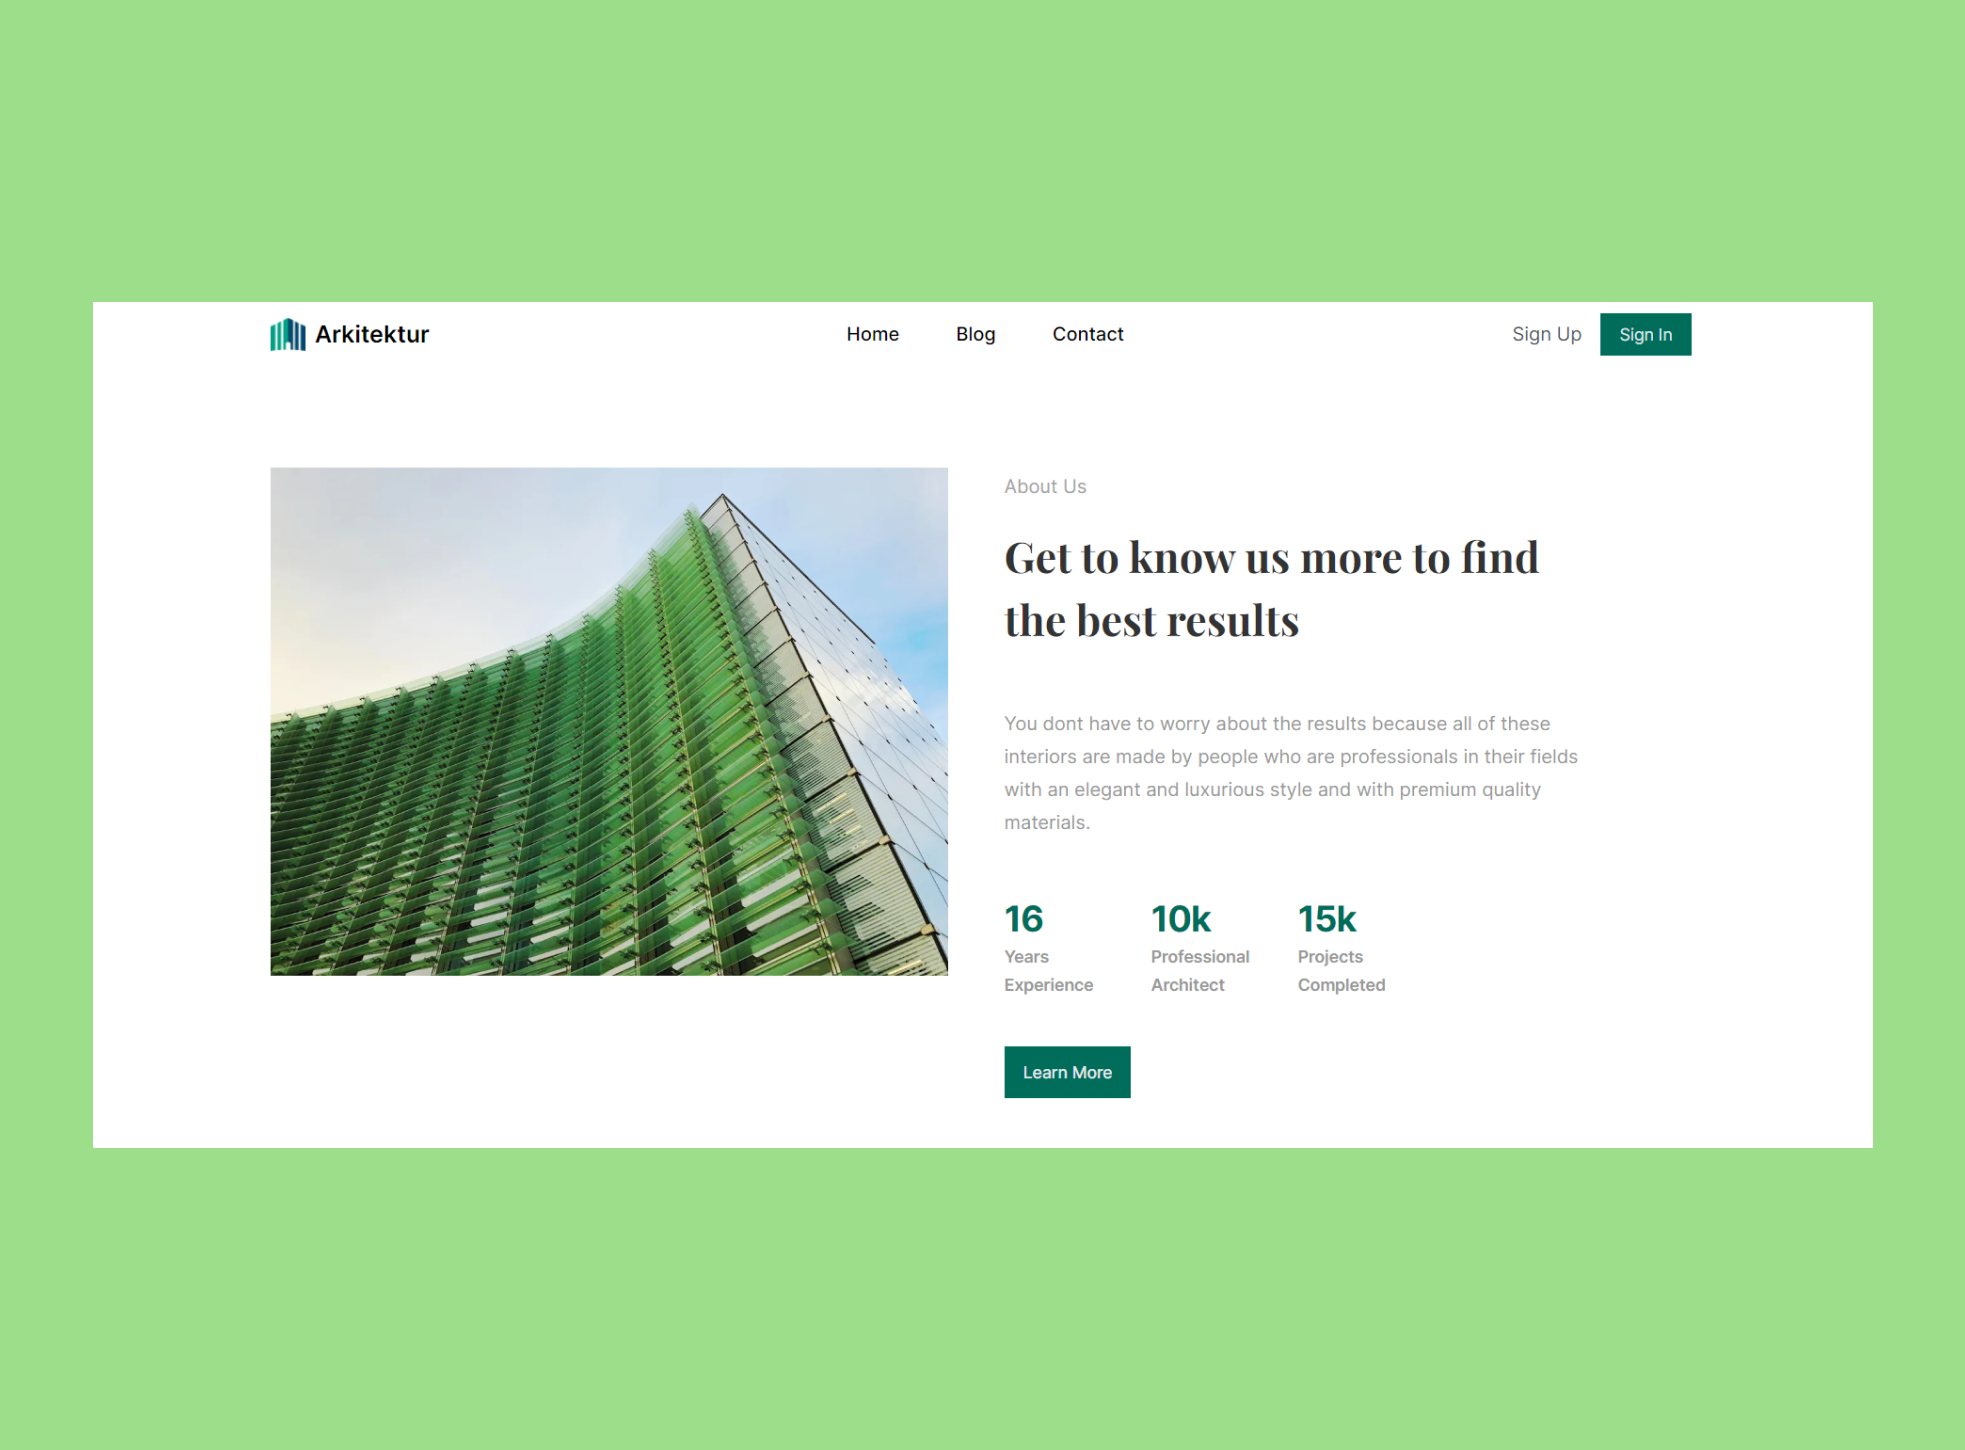 Arkitektur
Home Blog Contact
Sign Up Sign In
About Us
Get to know us more to find
the best results
You dont have to worry about the results because all of these
interiors are made by people who are professionals in their fields
with an elegant and luxurious style and with premium quality
materials.
16
Years
Experience
10k
Professional
Architect
15k
Projects
Completed
Learn More